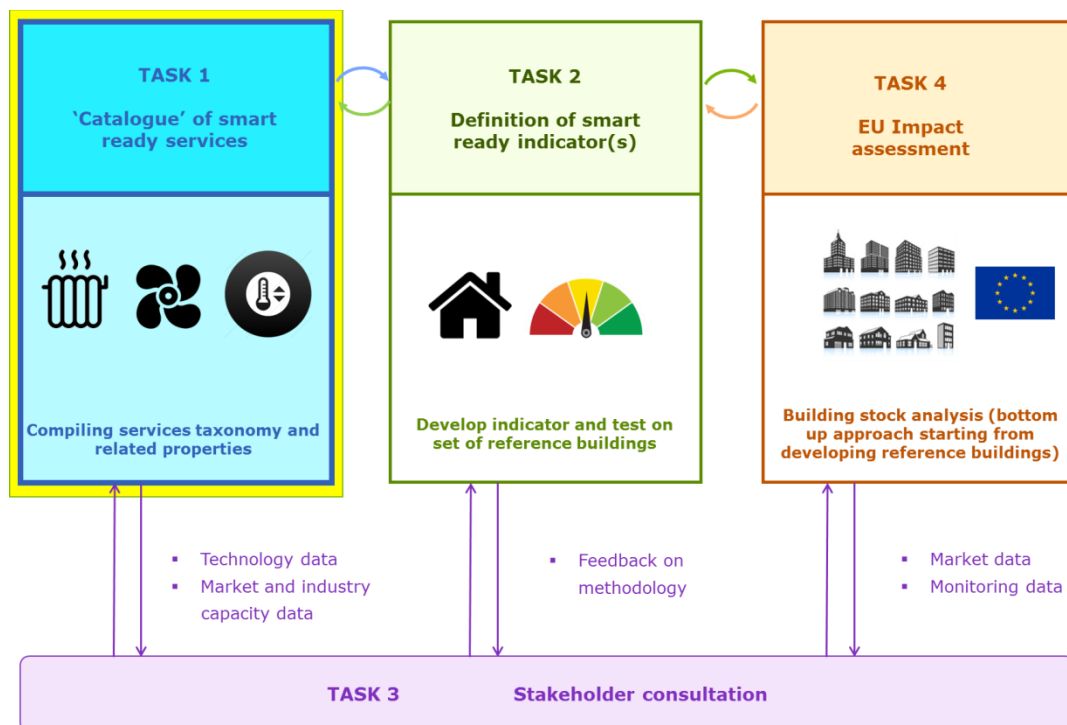 TASK 1
‘Catalogue’ of smart
ready services
Compiling services taxonomy and
related properties
TASK 2
Definition of smart
ready indicator(s)
Develop indicator and test on
set of reference buildings
TASK 4
EU Impact
assessment
Building stock analysis (bottom
up approach starting from
developing reference buildings)
▪ Technology data
▪ Market and industry
capacity data
▪ Feedback on
methodology
▪ Market data
▪ Monitoring data
TASK 3 Stakeholder consultation